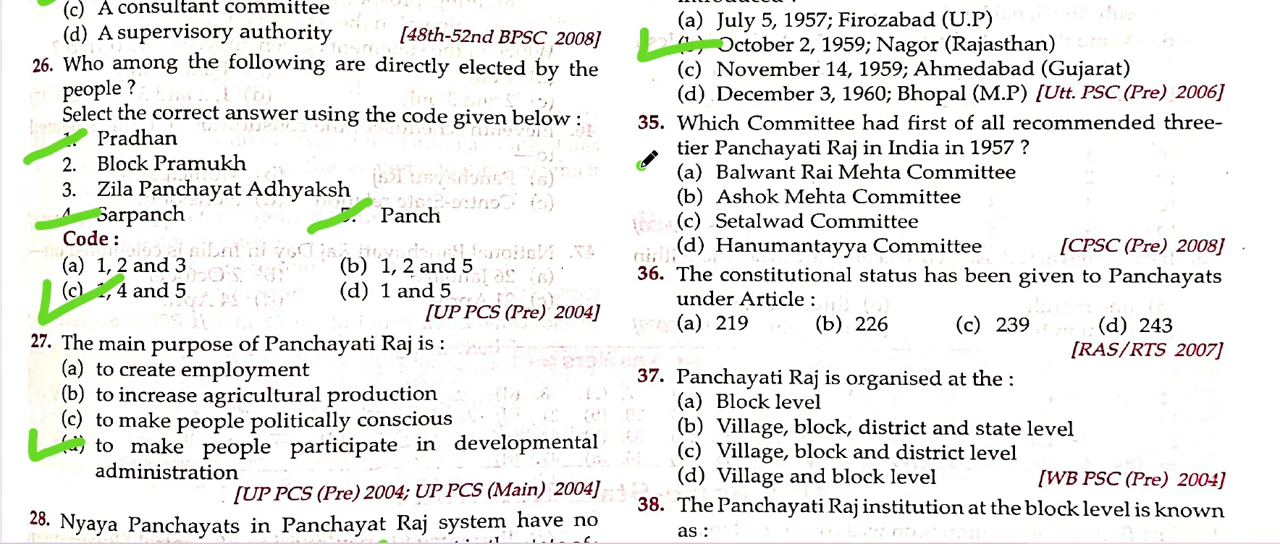 (c) A consultant committee
(d) A supervisory authority [48th-52nd BPSC 2008]
26. Who among the following are directly elected by the
people ?
Select the correct answer using the code given below :
Pradhan
2. Block Pramukh
3. Zila Panchayat Adhyaksh
Sarpanch 5. Panch
Code :
(a) 1, 2 and 3 (b) 1, 2 and 5
(c) 1, 4 and 5 (d) 1 and 5
[UP PCS (Pre) 2004]
27. The main purpose of Panchayati Raj is :
(a) to create employment
(b) to increase agricultural production
(c) to make people politically conscious
(d) to make people participate in developmental
administration
[UP PCS (Pre) 2004; UP PCS (Main) 2004]
28. Nyaya Panchayats in Panchayat Raj system have no
(a) July 5, 1957; Firozabad (U.P)
(b) October 2, 1959; Nagor (Rajasthan)
(c) November 14, 1959; Ahmedabad (Gujarat)
(d) December 3, 1960; Bhopal (M.P) [Utt. PSC (Pre) 2006]
35. Which Committee had first of all recommended three-
tier Panchayati Raj in India in 1957 ?
(a) Balwant Rai Mehta Committee
(b) Ashok Mehta Committee
(c) Setalwad Committee
(d) Hanumantayya Committee [CPSC (Pre) 2008]
36. The constitutional status has been given to Panchayats
under Article :
(a) 219 (b) 226 (c) 239 (d) 243
[RAS/RTS 2007]
37. Panchayati Raj is organised at the :
(a) Block level
(b) Village, block, district and state level
(c) Village, block and district level
(d) Village and block level [WB PSC (Pre) 2004]
38. The Panchayati Raj institution at the block level is known
as :